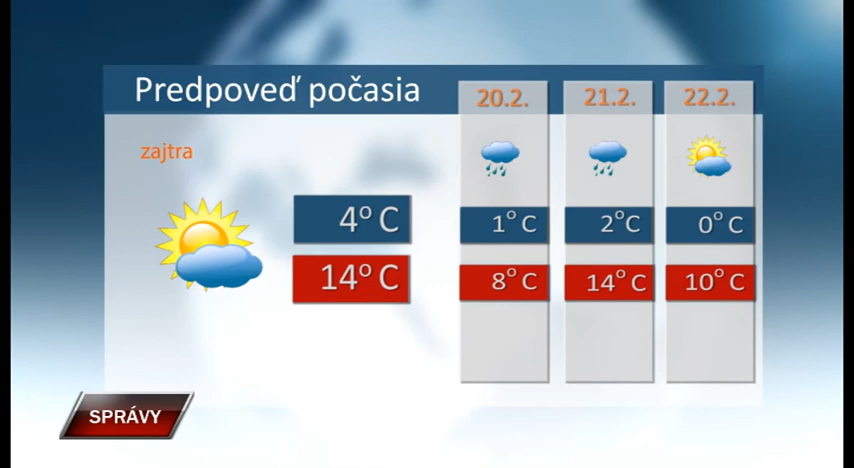 Predpoveď počasia
zajtra
4° C
14° C
20.2. 21.2. 22.2.
1° C 2°C 0° C
8° C 14° C 10° C
SPRÁVY